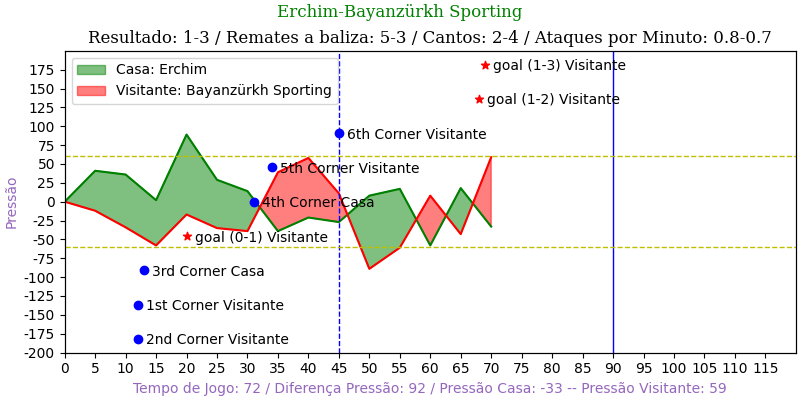 Erchim-Bayanzürkh Sporting
Resultado: 1-3 / Remates a baliza: 5-3 / Cantos: 2-4 / Ataques por Minuto: 0.8-0.7
Casa: Erchim
Visitante: Bayanzürkh Sporting
goal (1-3) Visitante
goal (1-2) Visitante
6th Corner Visitante
5th Corner Visitante
4th Corner Casa
goal (0-1) Visitante
3rd Corner Casa
1st Corner Visitante
2nd Corner Visitante
Pressão
175
150
125
100
75
50
25
0
-25
-50
-75
-100
-125
-150
-175
-200
0 5 10 15 20 25 30 35 40 45 50 55 60 65 70 75 80 85 90 95 100 105 110 115
Tempo de Jogo: 72 / Diferença Pressão: 92 / Pressão Casa: -33 -- Pressão Visitante: 59